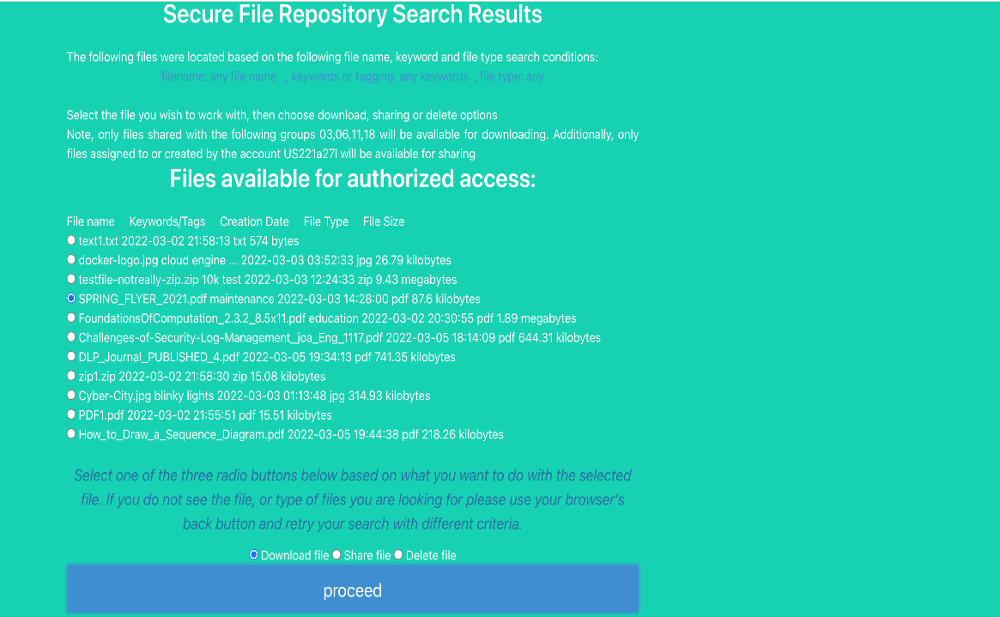 Secure File Repository Search Results
The following files were located based on the following file name, keyword and file type search conditions:
filename: any file name , keywords or tagging: any keywords , file type: any
Select the file you wish to work with, then choose download, sharing or delete options
Note, only files shared with the following groups 03,06,11,18 will be avaliable for downloading. Additionally, only
files assigned to or created by the account US221a27l will be avaliable for sharing
Files available for authorized access:
File name Keywords/Tags Creation Date File Type File Size
text1.txt 2022-03-02 21:58:13 txt 574 bytes
docker-logo.jpg cloud engine ... 2022-03-03 03:52:33 jpg 26.79 kilobytes
testfile-notreally-zip.zip 10k test 2022-03-03 12:24:33 zip 9.43 megabytes
SPRING_FLYER_2021.pdf maintenance 2022-03-03 14:28:00 pdf 87.6 kilobytes
FoundationsOfComputation_2.3.2_8.5x11.pdf education 2022-03-02 20:30:55 pdf 1.89 megabytes
Challenges-of-Security-Log-Management_joa_Eng_1117.pdf 2022-03-05 18:14:09 pdf 644.31 kilobytes
DLP_Journal_PUBLISHED_4.pdf 2022-03-05 19:34:13 pdf 741.35 kilobytes
zip1.zip 2022-03-02 21:58:30 zip 15.08 kilobytes
Cyber-City.jpg blinky lights 2022-03-03 01:13:48 jpg 314.93 kilobytes
PDF1.pdf 2022-03-02 21:55:51 pdf 15.51 kilobytes
How_to_Draw_a_Sequence_Diagram.pdf 2022-03-05 19:44:38 pdf 218.26 kilobytes
Select one of the three radio buttons below based on what you want to do with the selected
file. If you do not see the file, or type of files you are looking for please use your browser's
back button and retry your search with different criteria.
Download file Share file Delete file
proceed